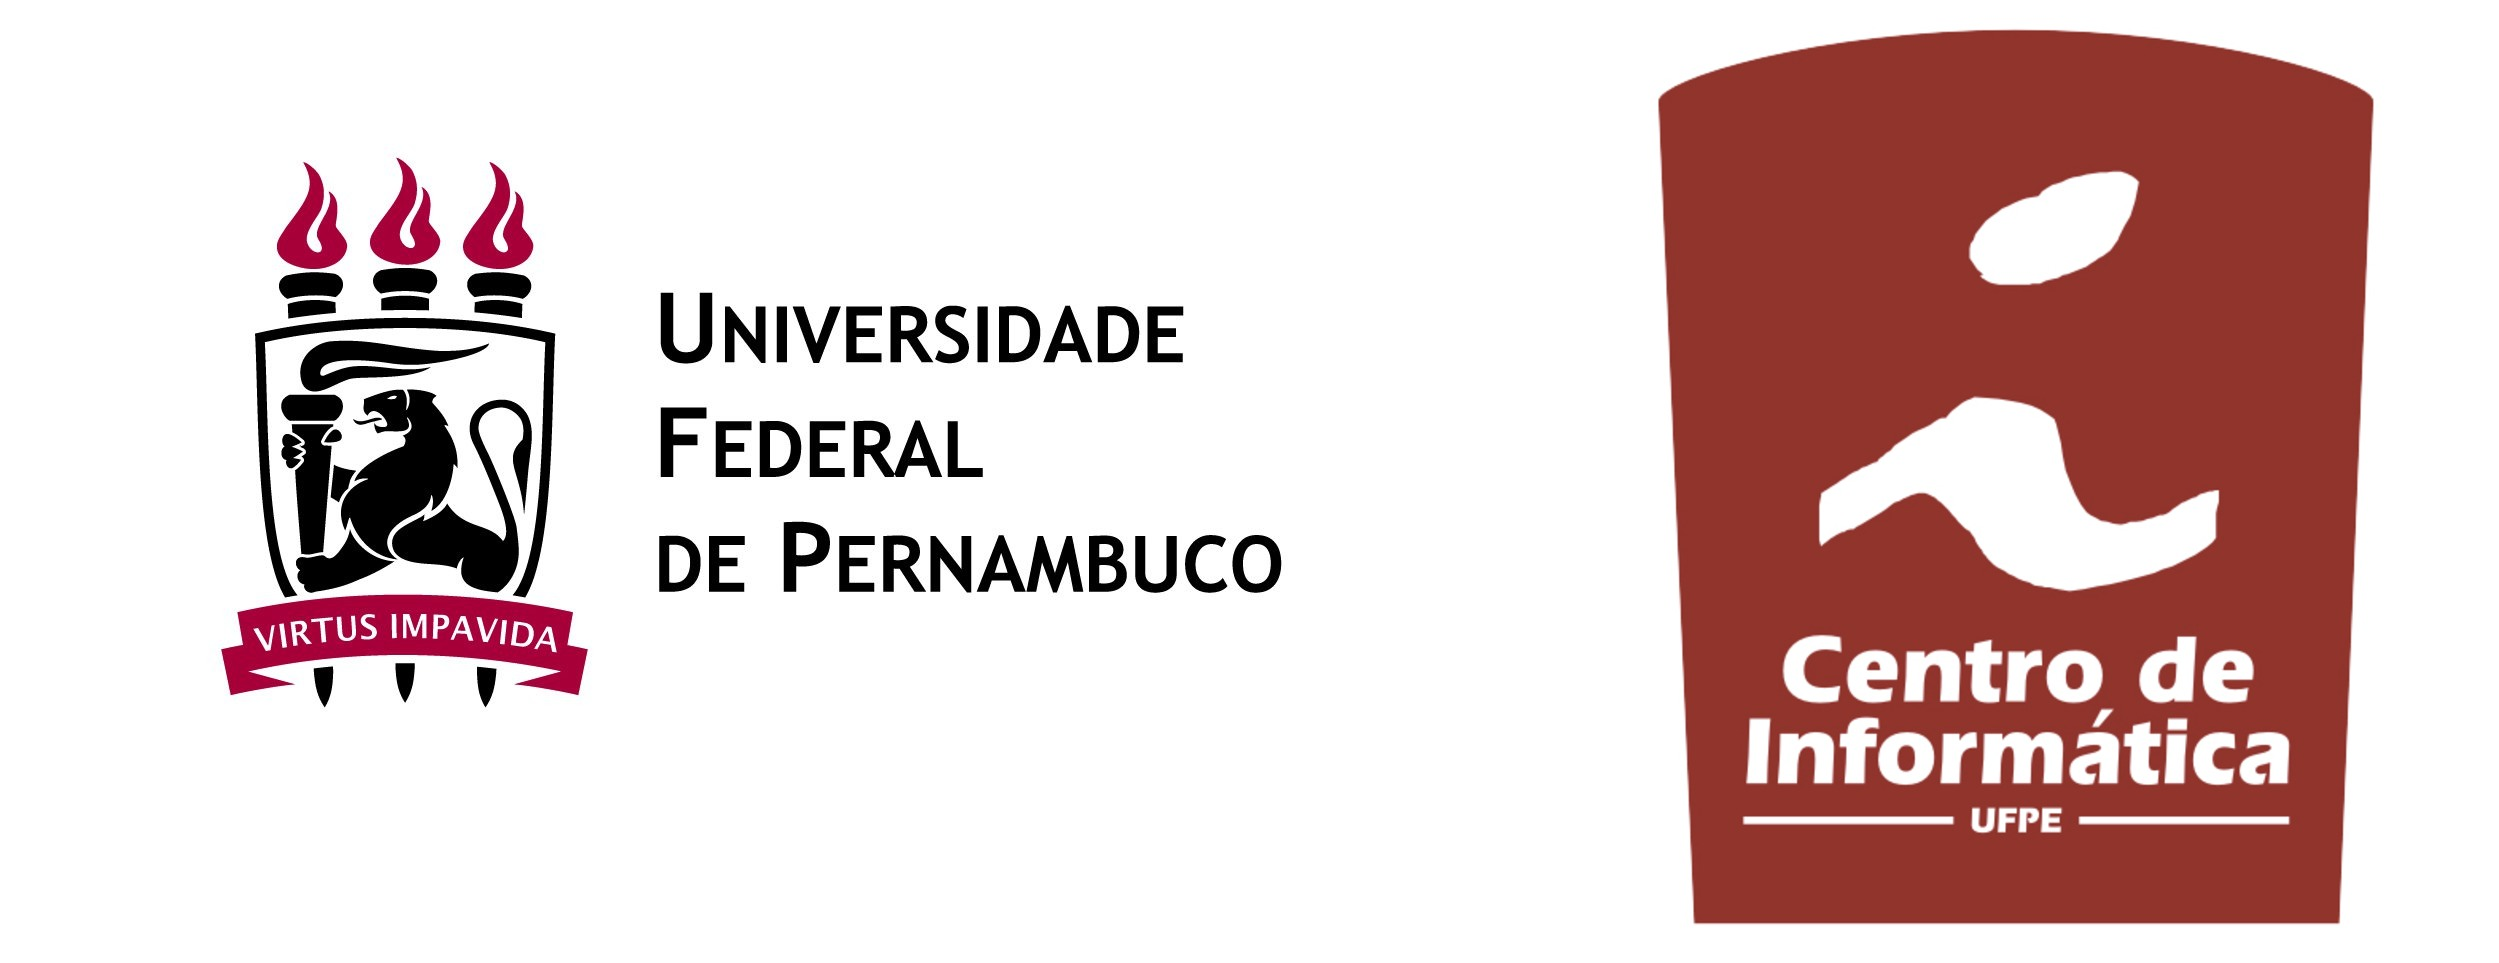 UNIVERSIDADE
FEDERAL
DE PERNAMBUCO
VIRTUS IMPAVIDA
Centro de
Informática
UFPE